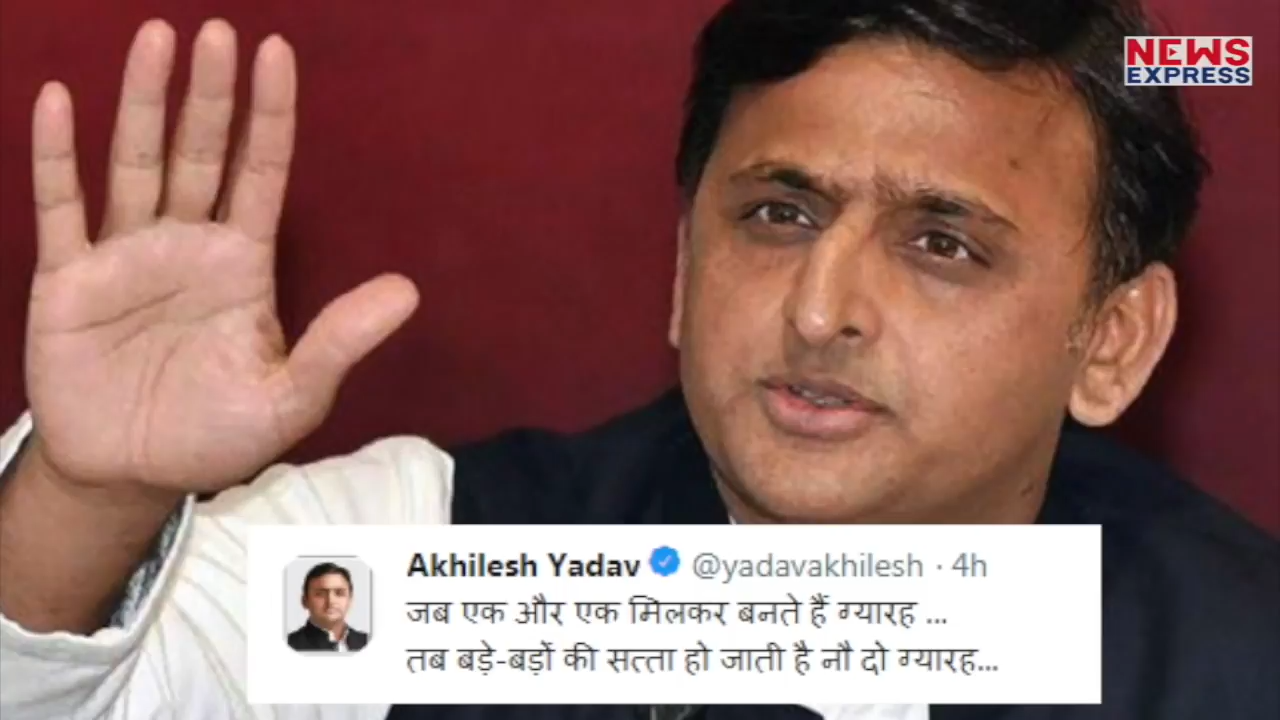 NEWS
EXPRESS
Akhilesh Yadav @yadavakhilesh · 4h
जब एक और एक मिलकर बनते हैं ग्यारह ...
तब बड़े-बड़ों की सत्ता हो जाती है नौ दो ग्यारह...